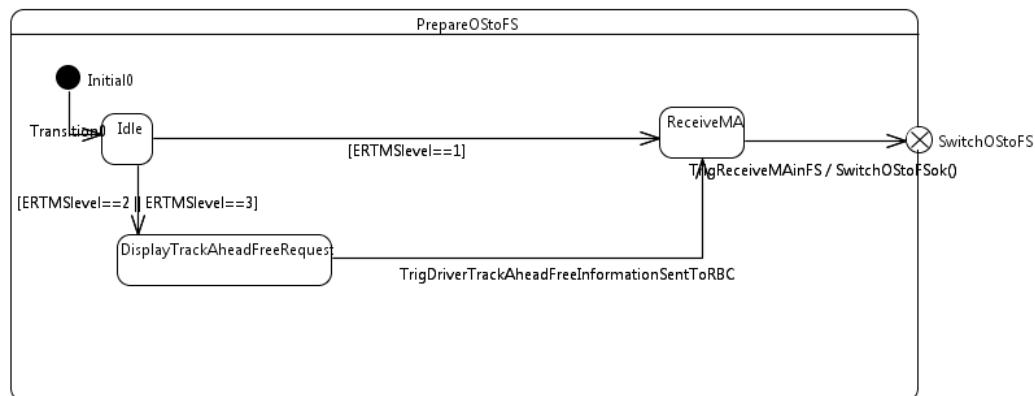 PrepareOStoFS
Initial0
Transition0
Idle
ReceiveMA
SwitchOStoFS
[ERTMSlevel==1]
TrigReceiveMAinFS / SwitchOStoFSok()
[ERTMSlevel==2 || ERTMSlevel==3]
DisplayTrackAheadFreeRequest
TrigDriverTrackAheadFreeInformationSentToRBC